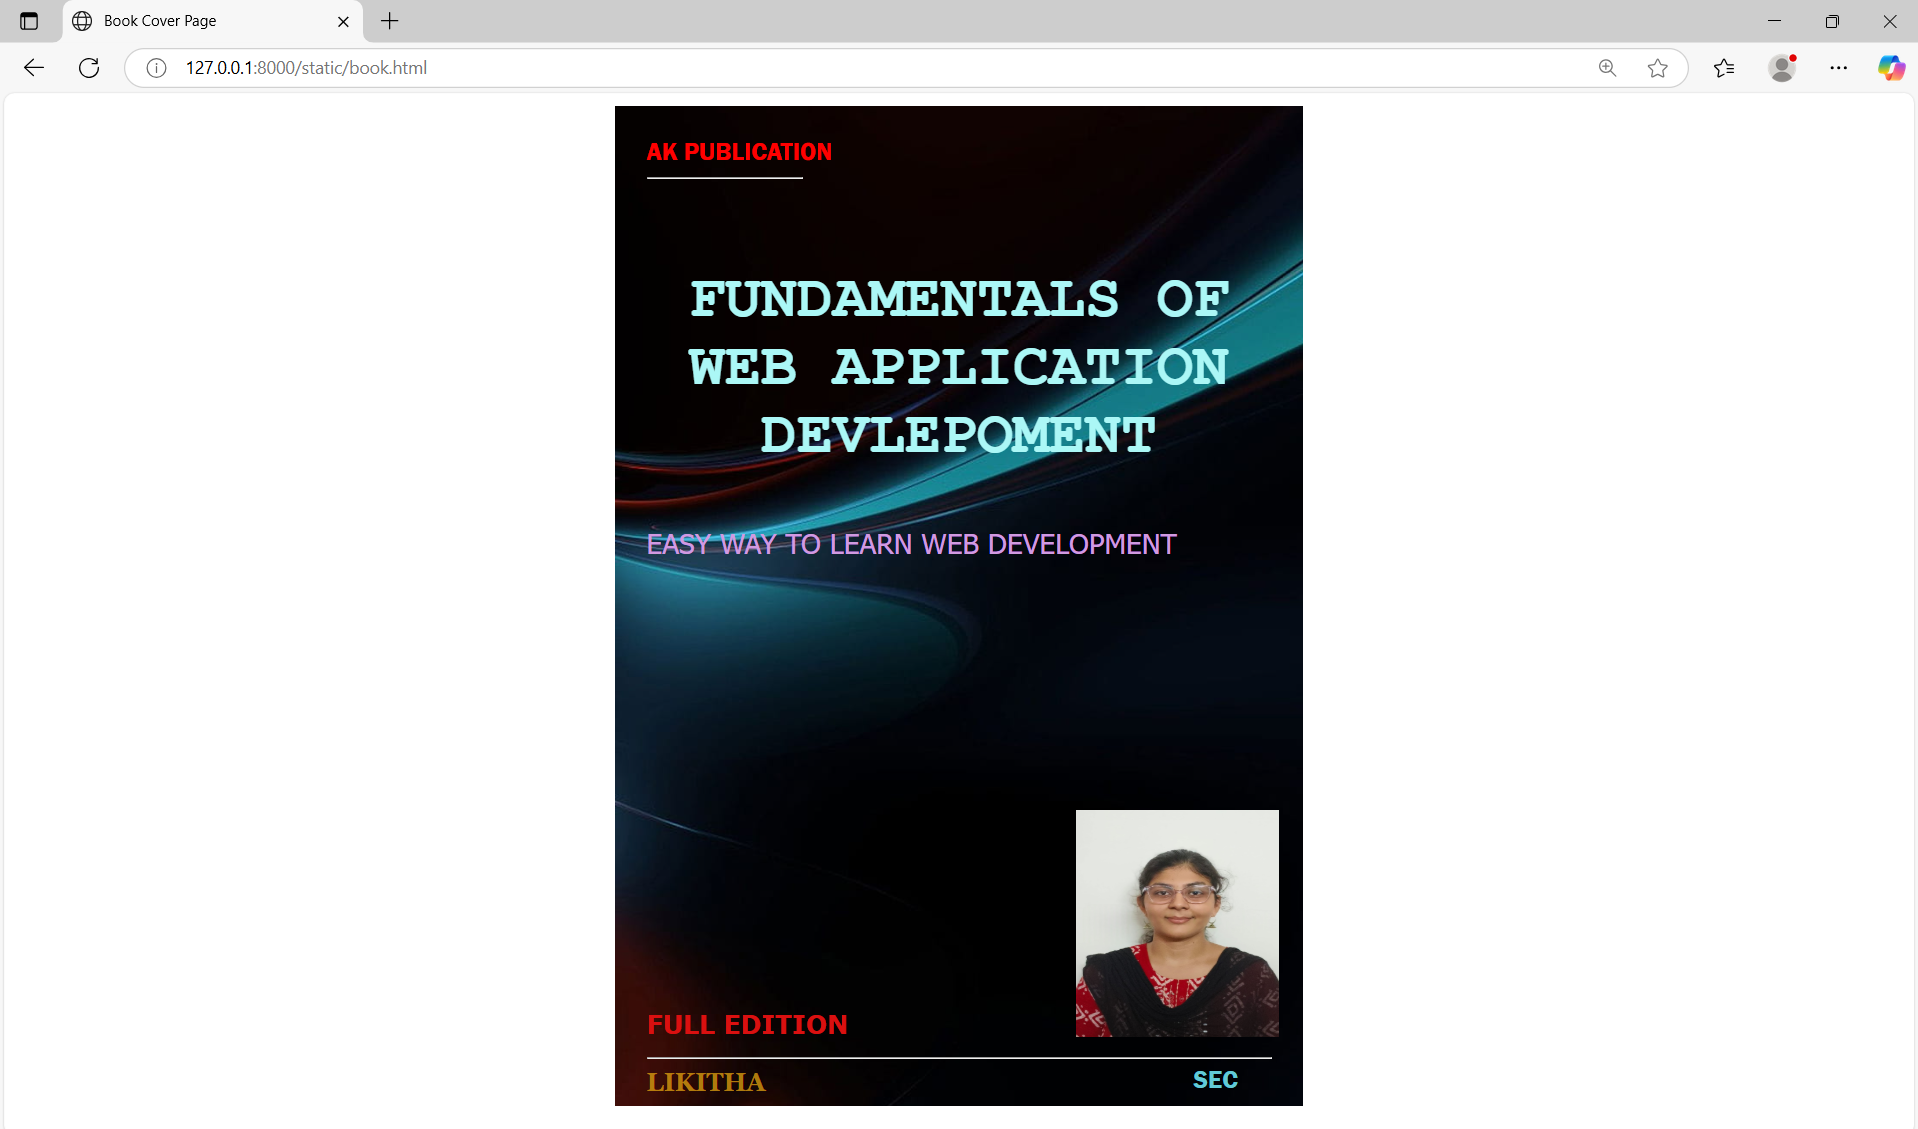 Book Cover Page
127.0.0.1:8000/static/book.html
AK PUBLICATION
FUNDAMENTALS OF
WEB APPLICATION
DEVLEPOMENT
EASY WAY TO LEARN WEB DEVELOPMENT
FULL EDITION
LIKITHA
SEC